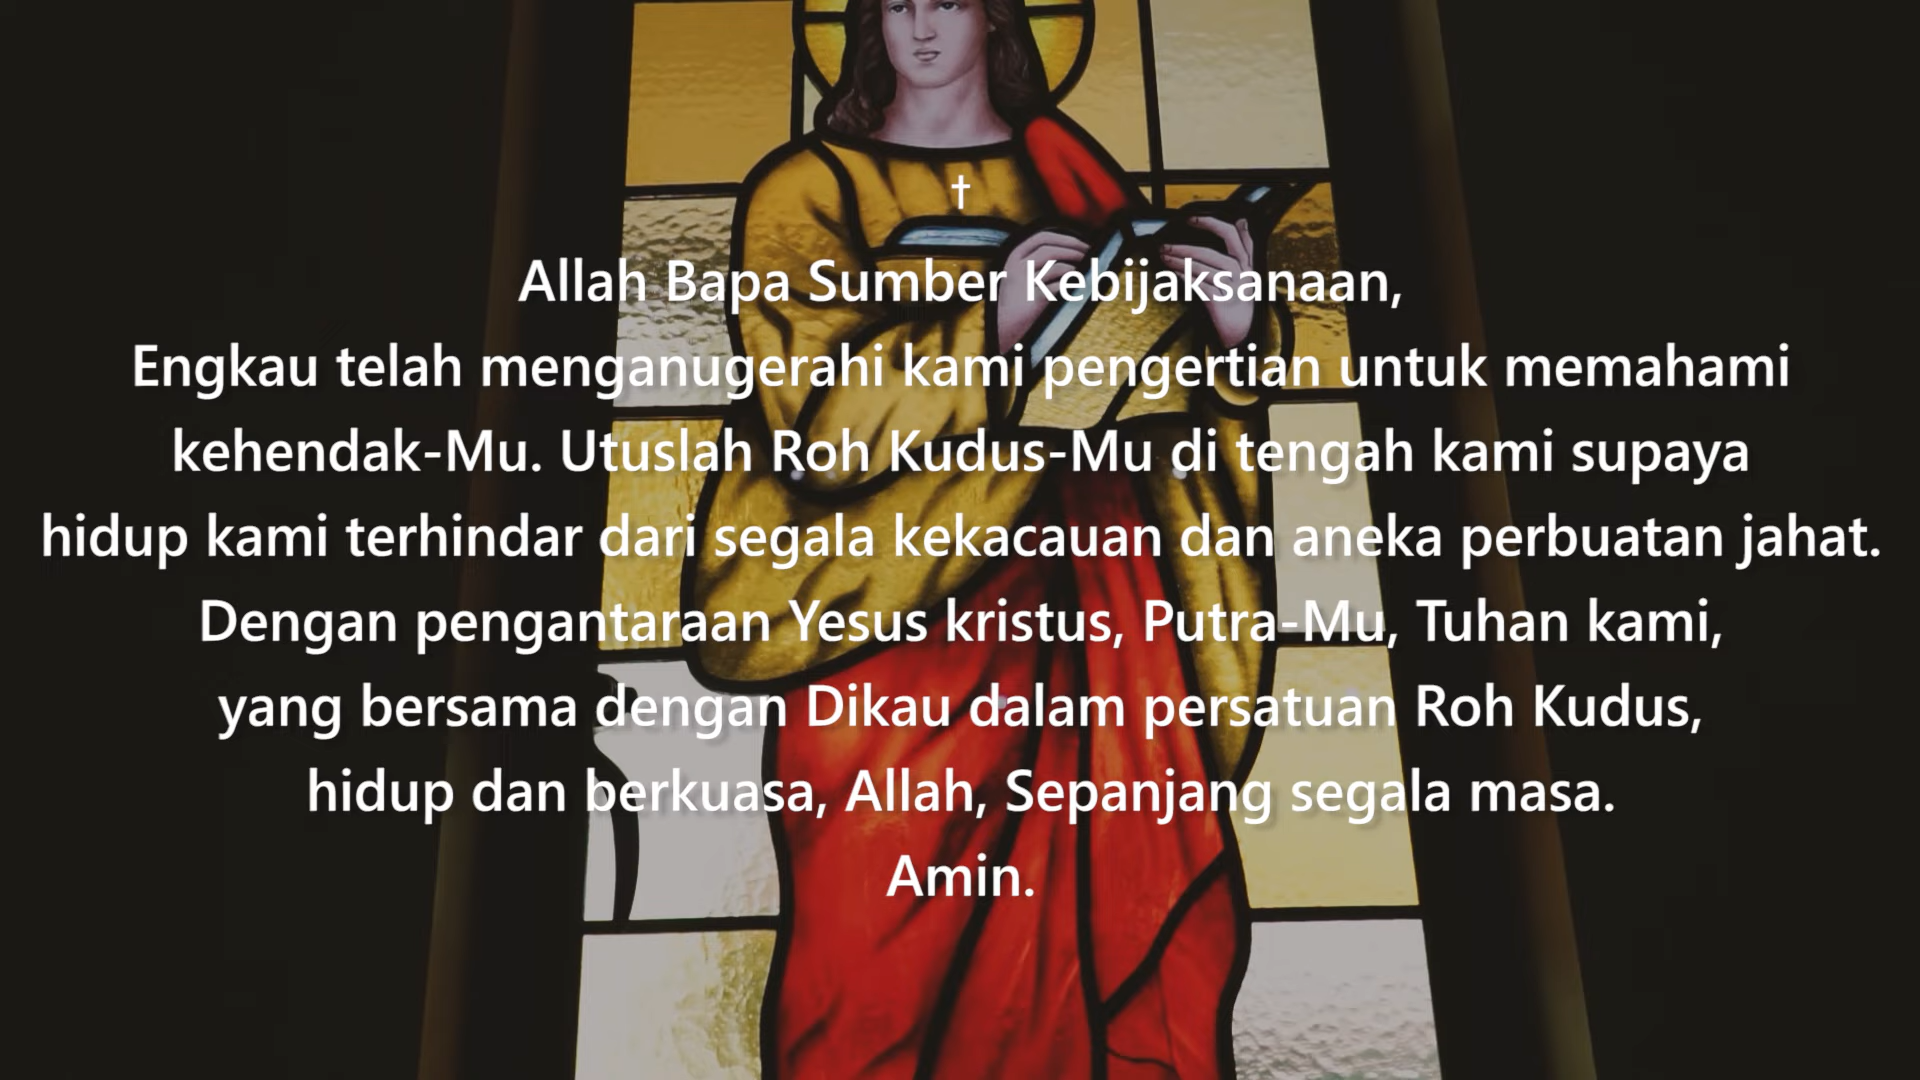 †
Allah Bapa Sumber Kebijaksanaan,
Engkau telah menganugerahi kami pengertian untuk memahami
kehendak-Mu. Utuslah Roh Kudus-Mu di tengah kami supaya
hidup kami terhindar dari segala kekacauan dan aneka perbuatan jahat.
Dengan pengantaraan Yesus kristus, Putra-Mu, Tuhan kami,
yang bersama dengan Dikau dalam persatuan Roh Kudus,
hidup dan berkuasa, Allah, Sepanjang segala masa.
Amin.